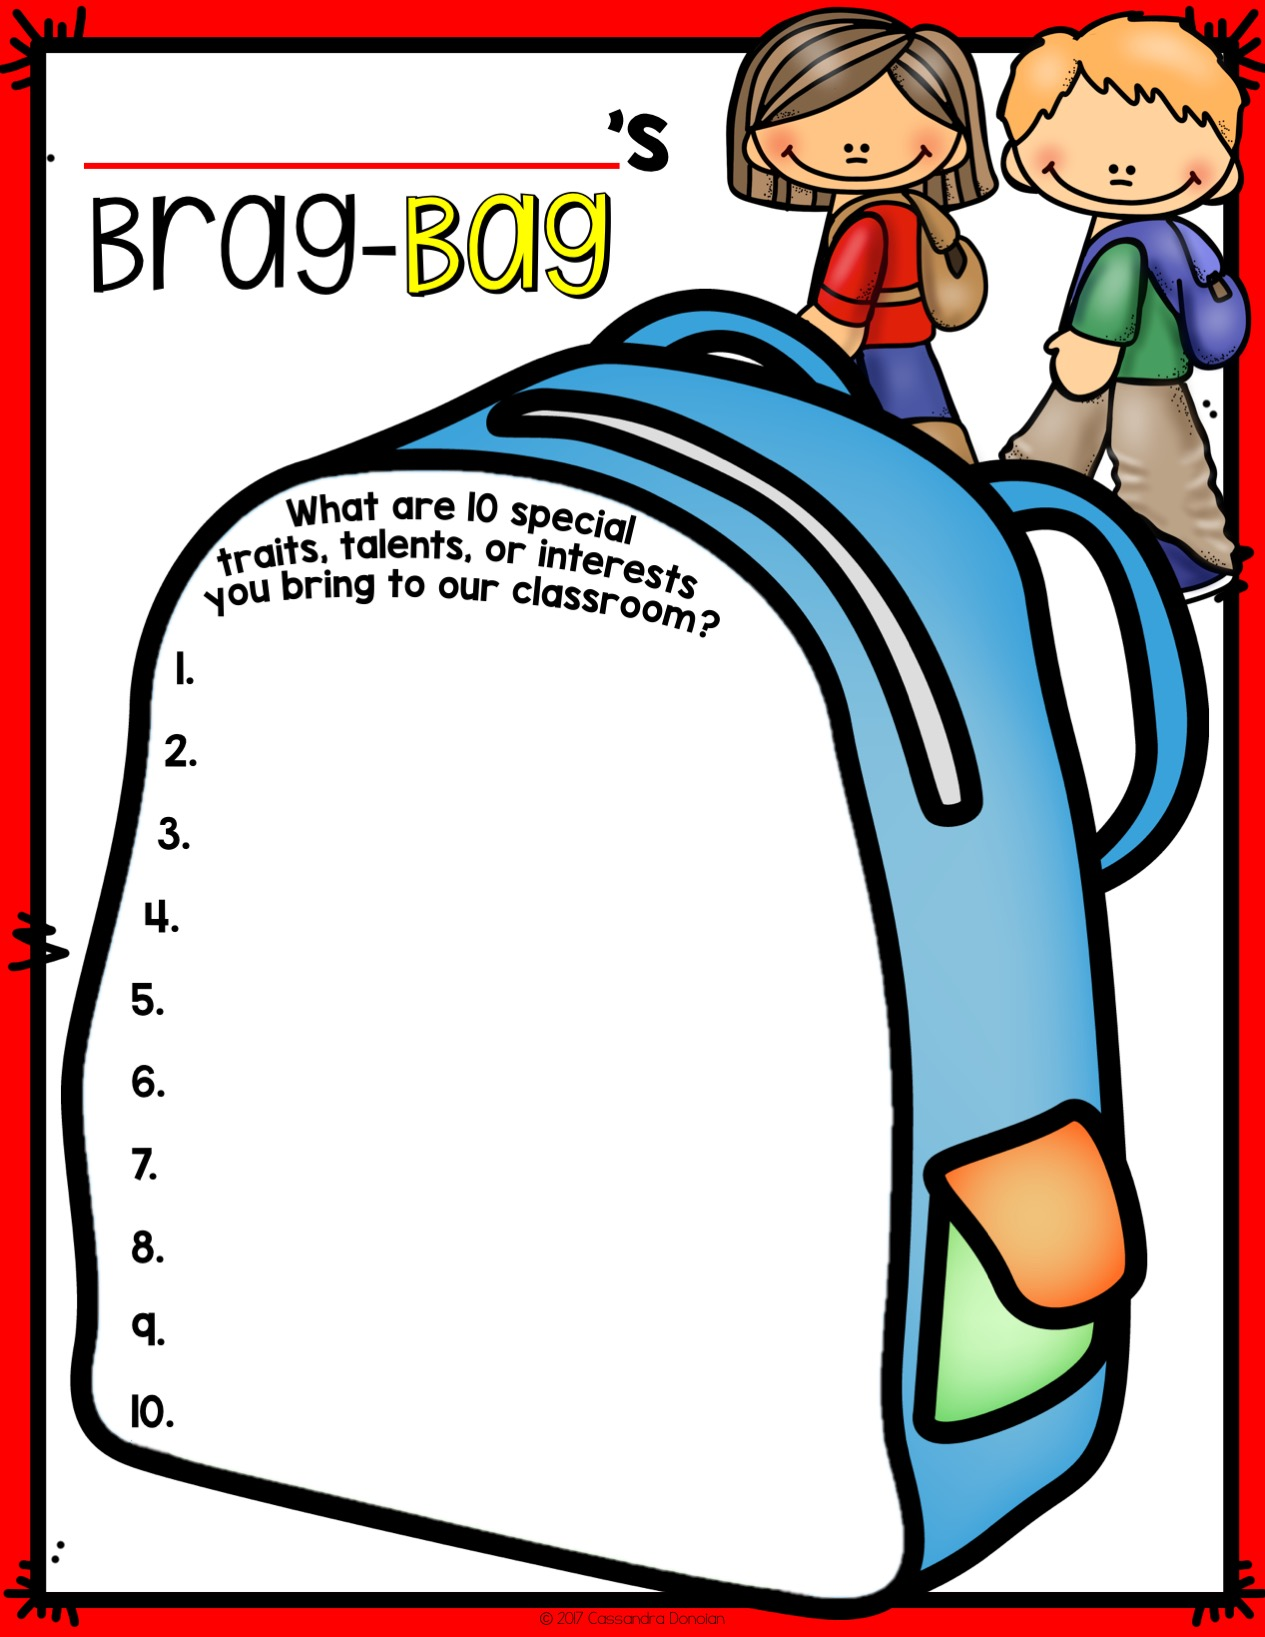 's
Brag-Bag
What are 10 special
traits, talents, or interests
you bring to our classroom?
1.
2.
3.
4.
5.
6.
7.
8.
9.
10.
© 2017 Cassandra Donolan